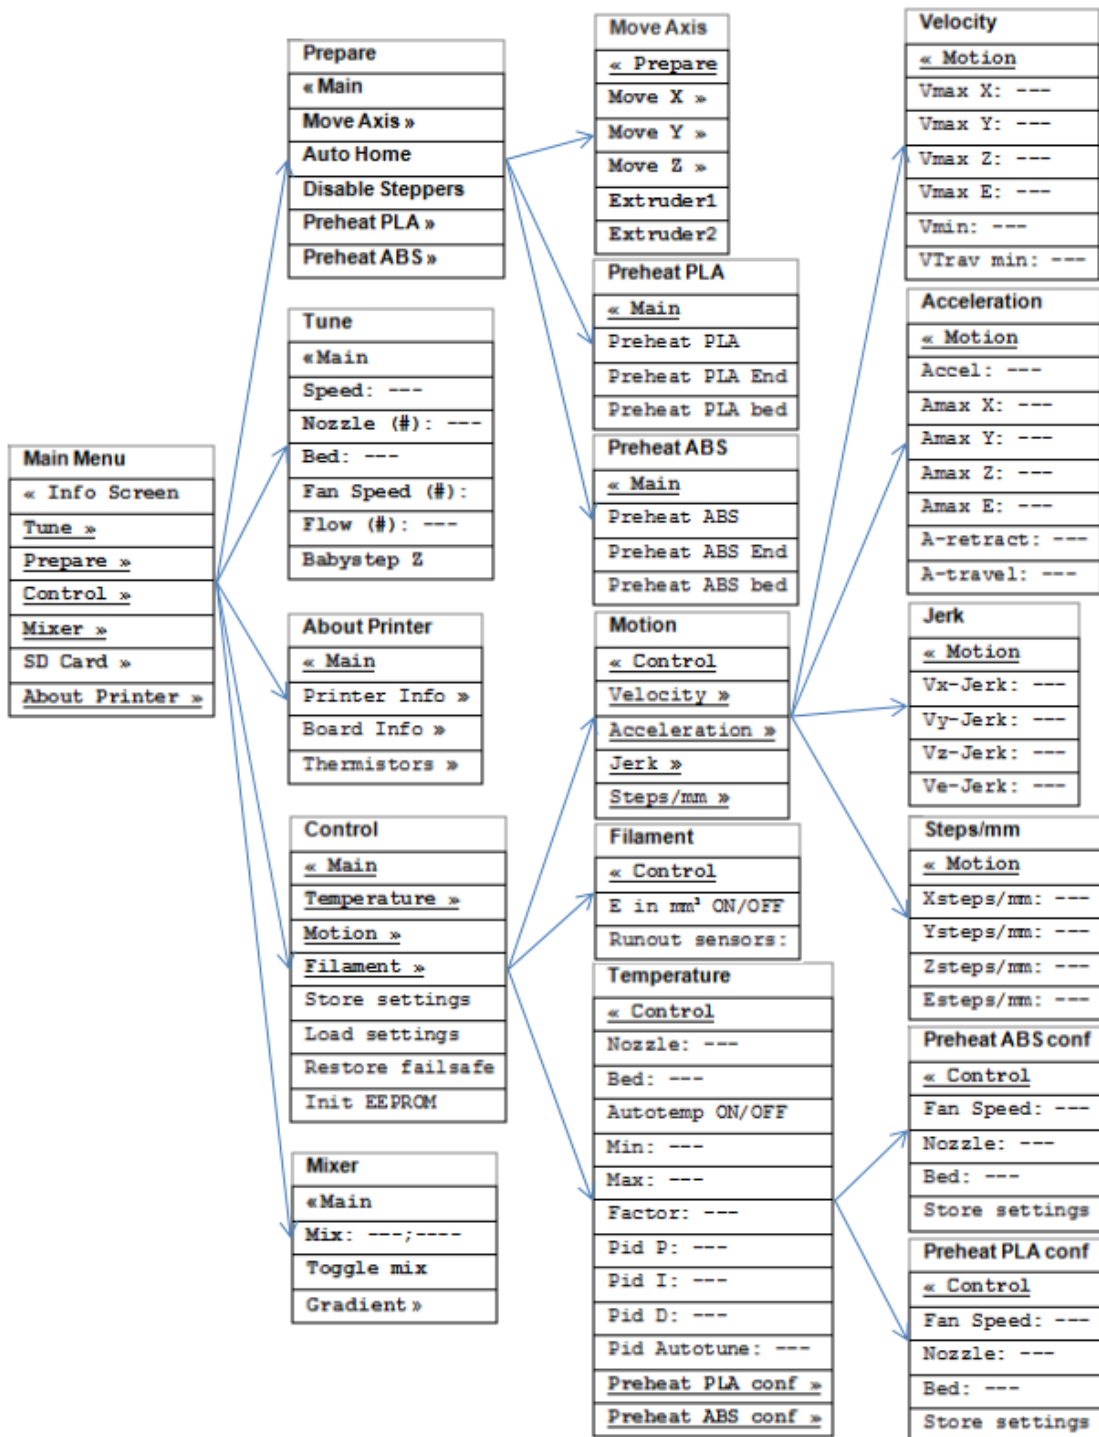 Main Menu
« Info Screen
Tune »
Prepare »
Control »
Mixer »
SD Card »
About Printer »
Prepare
« Main
Move Axis »
Auto Home
Disable Steppers
Preheat PLA »
Preheat ABS »
Tune
«Main
Speed: ---
Nozzle (#): ---
Bed: ---
Fan Speed (#):
Flow (#): ---
Babystep Z
About Printer
« Main
Printer Info »
Board Info »
Thermistors »
Control
« Main
Temperature »
Motion »
Filament »
Store settings
Load settings
Restore failsafe
Init EEPROM
Mixer
«Main
Mix: ---;----
Toggle mix
Gradient »
Move Axis
« Prepare
Move X »
Move Y »
Move Z »
Extruder1
Extruder2
Preheat PLA
« Main
Preheat PLA
Preheat PLA End
Preheat PLA bed
Preheat ABS
« Main
Preheat ABS
Preheat ABS End
Preheat ABS bed
Motion
« Control
Velocity »
Acceleration »
Jerk »
Steps/mm »
Filament
« Control
E in mm³ ON/OFF
Runout sensors:
Temperature
« Control
Nozzle: ---
Bed: ---
Autotemp ON/OFF
Min: ---
Max: ---
Factor: ---
Pid P: ---
Pid I: ---
Pid D: ---
Pid Autotune: ---
Preheat PLA conf »
Preheat ABS conf »
Velocity
« Motion
Vmax X: ---
Vmax Y: ---
Vmax Z: ---
Vmax E: ---
Vmin: ---
VTrav min: ---
Acceleration
« Motion
Accel: ---
Amax X: ---
Amax Y: ---
Amax Z: ---
Amax E: ---
A-retract: ---
A-travel: ---
Jerk
« Motion
Vx-Jerk: ---
Vy-Jerk: ---
Vz-Jerk: ---
Ve-Jerk: ---
Steps/mm
« Motion
Xsteps/mm: ---
Ysteps/mm: ---
Zsteps/mm: ---
Esteps/mm: ---
Preheat ABS conf
« Control
Fan Speed: ---
Nozzle: ---
Bed: ---
Store settings
Preheat PLA conf
« Control
Fan Speed: ---
Nozzle: ---
Bed: ---
Store settings